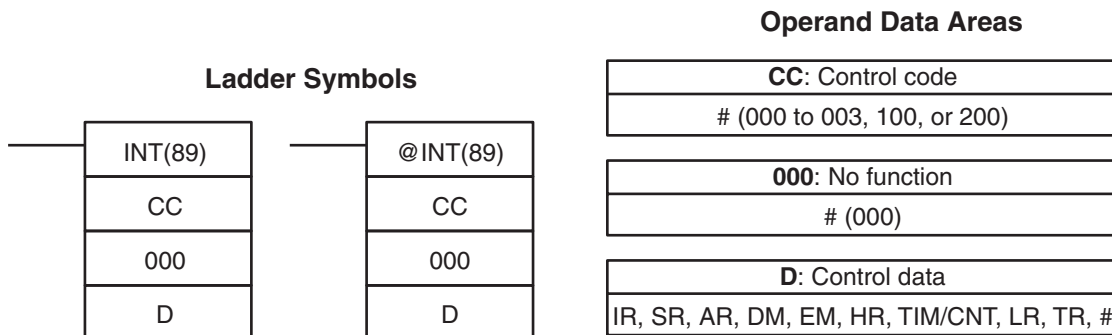 Ladder Symbols
INT(89)
CC
000
D
@INT(89)
CC
000
D
Operand Data Areas
CC: Control code
# (000 to 003, 100, or 200)
000: No function
# (000)
D: Control data
IR, SR, AR, DM, EM, HR, TIM/CNT, LR, TR, #